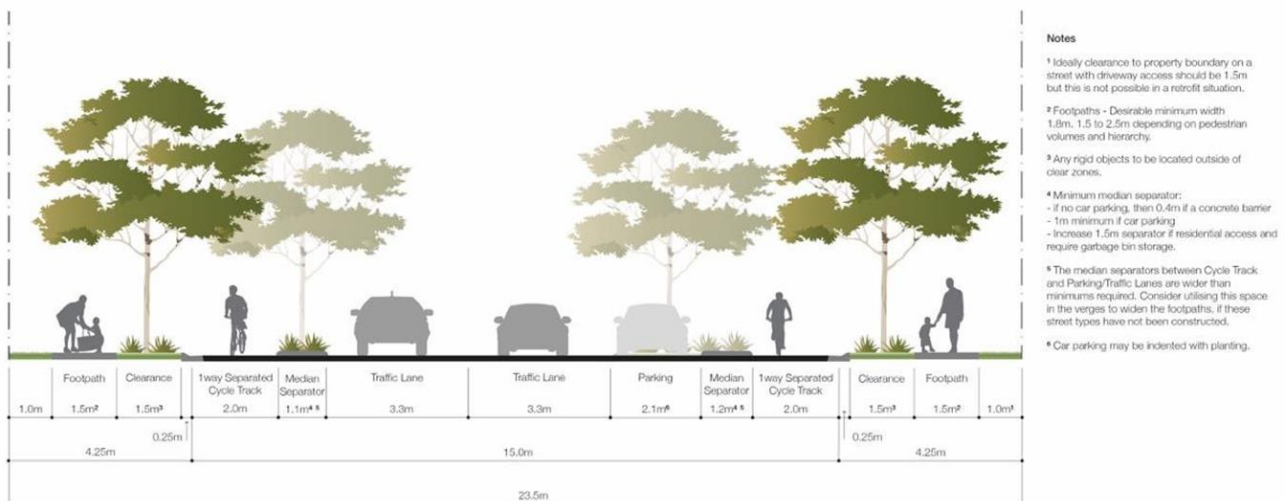 Notes
¹ Ideally clearance to property boundary on a
street with driveway access should be 1.5m
but this is not possible in a retrofit situation.
² Footpaths - Desirable minimum width
1.8m. 1.5 to 2.5m depending on pedestrian
volumes and hierarchy.
³ Any rigid objects to be located outside of
clear zones.
⁴ Minimum median separator:
- if no car parking, then 0.4m if a concrete barrier
- 1m minimum if car parking
- Increase 1.5m separator if residential access and
require garbage bin storage.
⁵ The median separators between Cycle Track
and Parking/Traffic Lanes are wider than
minimums required. Consider utilising this space
in the verges to widen the footpaths, if these
street types have not been constructed.
⁶ Car parking may be indented with planting.
Footpath Clearance 1way Separated Median Traffic Lane Traffic Lane Parking Median 1way Separated Clearance Footpath
Cycle Track Separator Separator Cycle Track
1.0m 1.5m² 1.5m³ 2.0m 1.1m⁴ ⁵ 3.3m 3.3m 2.1m⁶ 1.2m⁴ ⁵ 2.0m 1.5m³ 1.5m² 1.0m¹
0.25m 0.25m
4.25m 15.0m 4.25m
23.5m